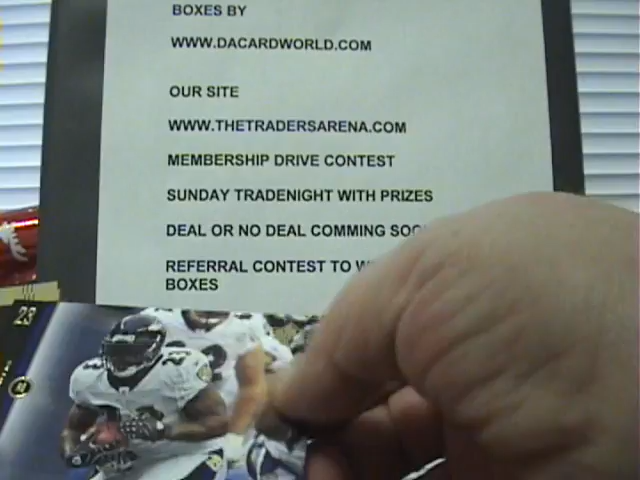 BOXES BY
WWW.DACARDWORLD.COM
OUR SITE
WWW.THETRADERSARENA.COM
MEMBERSHIP DRIVE CONTEST
SUNDAY TRADENIGHT WITH PRIZES
DEAL OR NO DEAL COMMING
REFERRAL CONTEST TO
BOXES
23